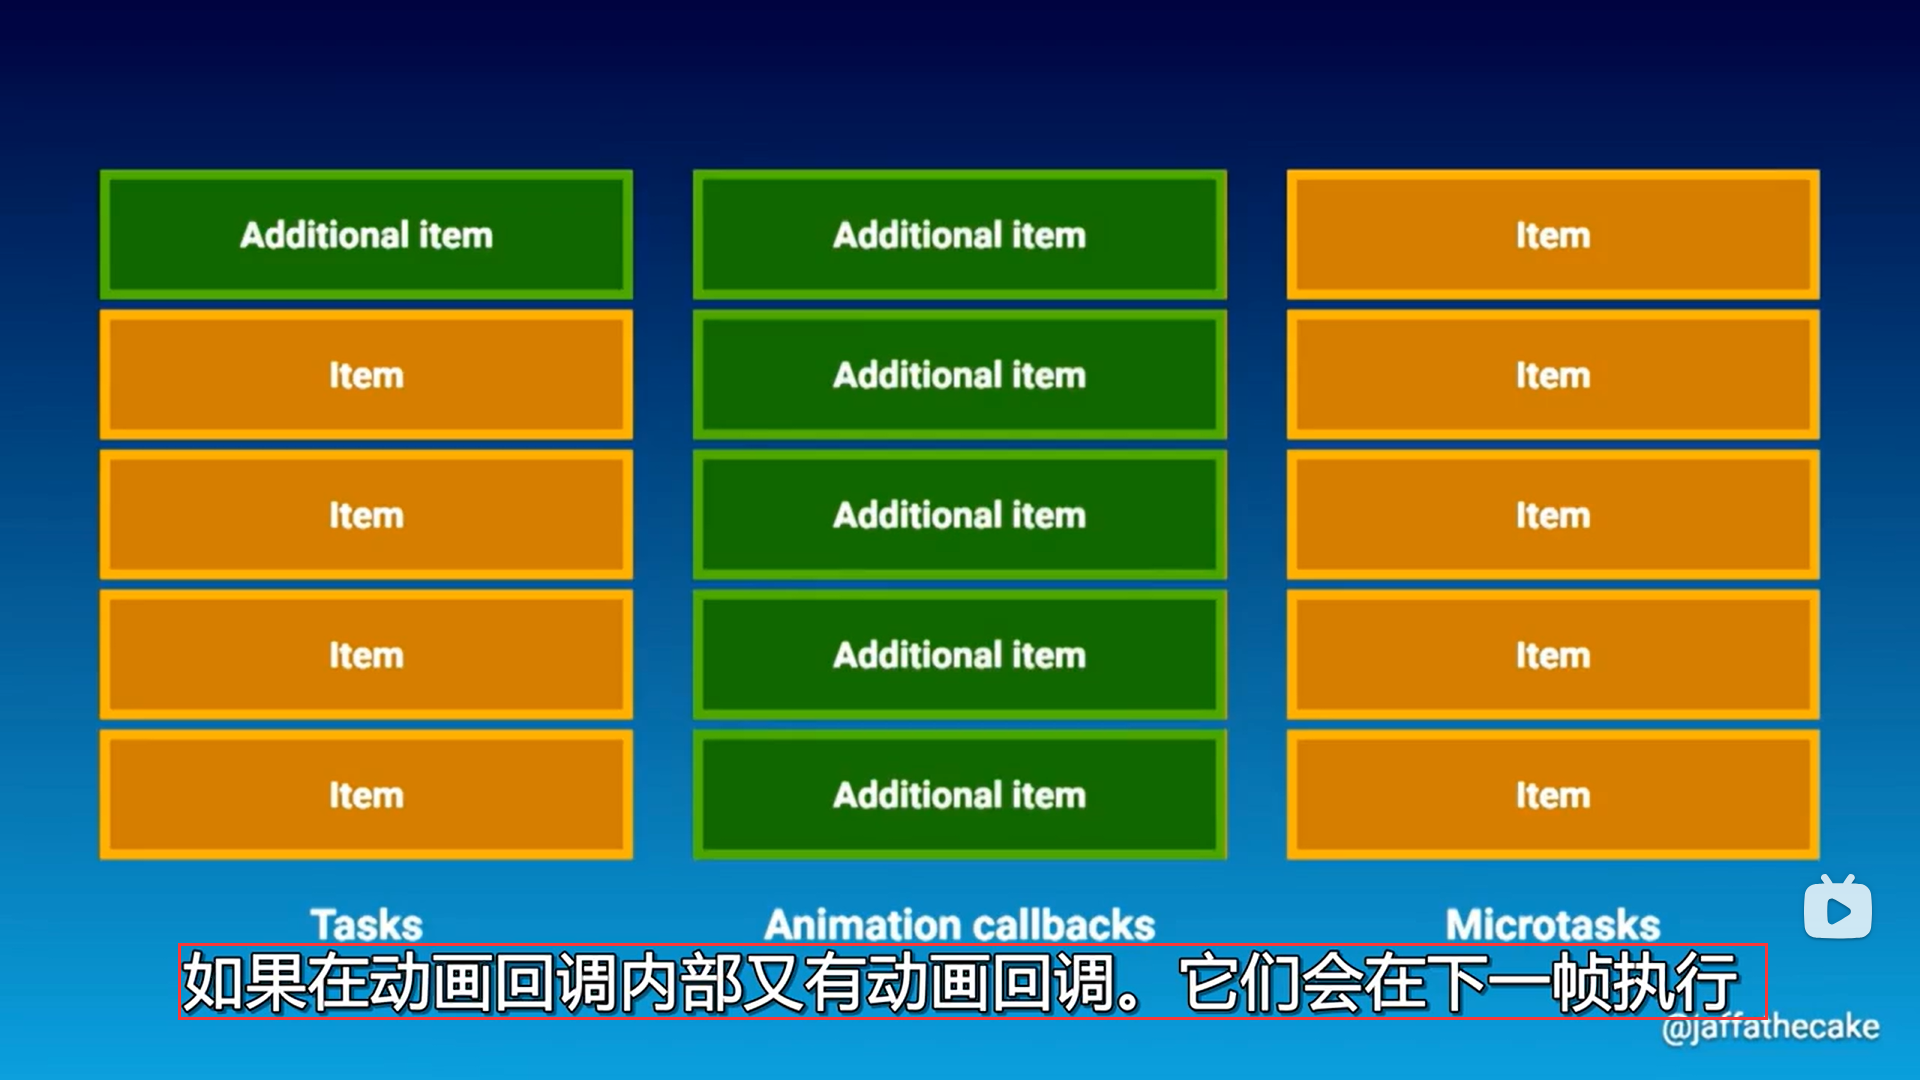 Additional item
Additional item
Item
Item
Additional item
Item
Item
Additional item
Item
Item
Additional item
Item
Item
Additional item
Item
Tasks
Animation callbacks
Microtasks
如果在动画回调内部又有动画回调。它们会在下一帧执行
@jaffathecake